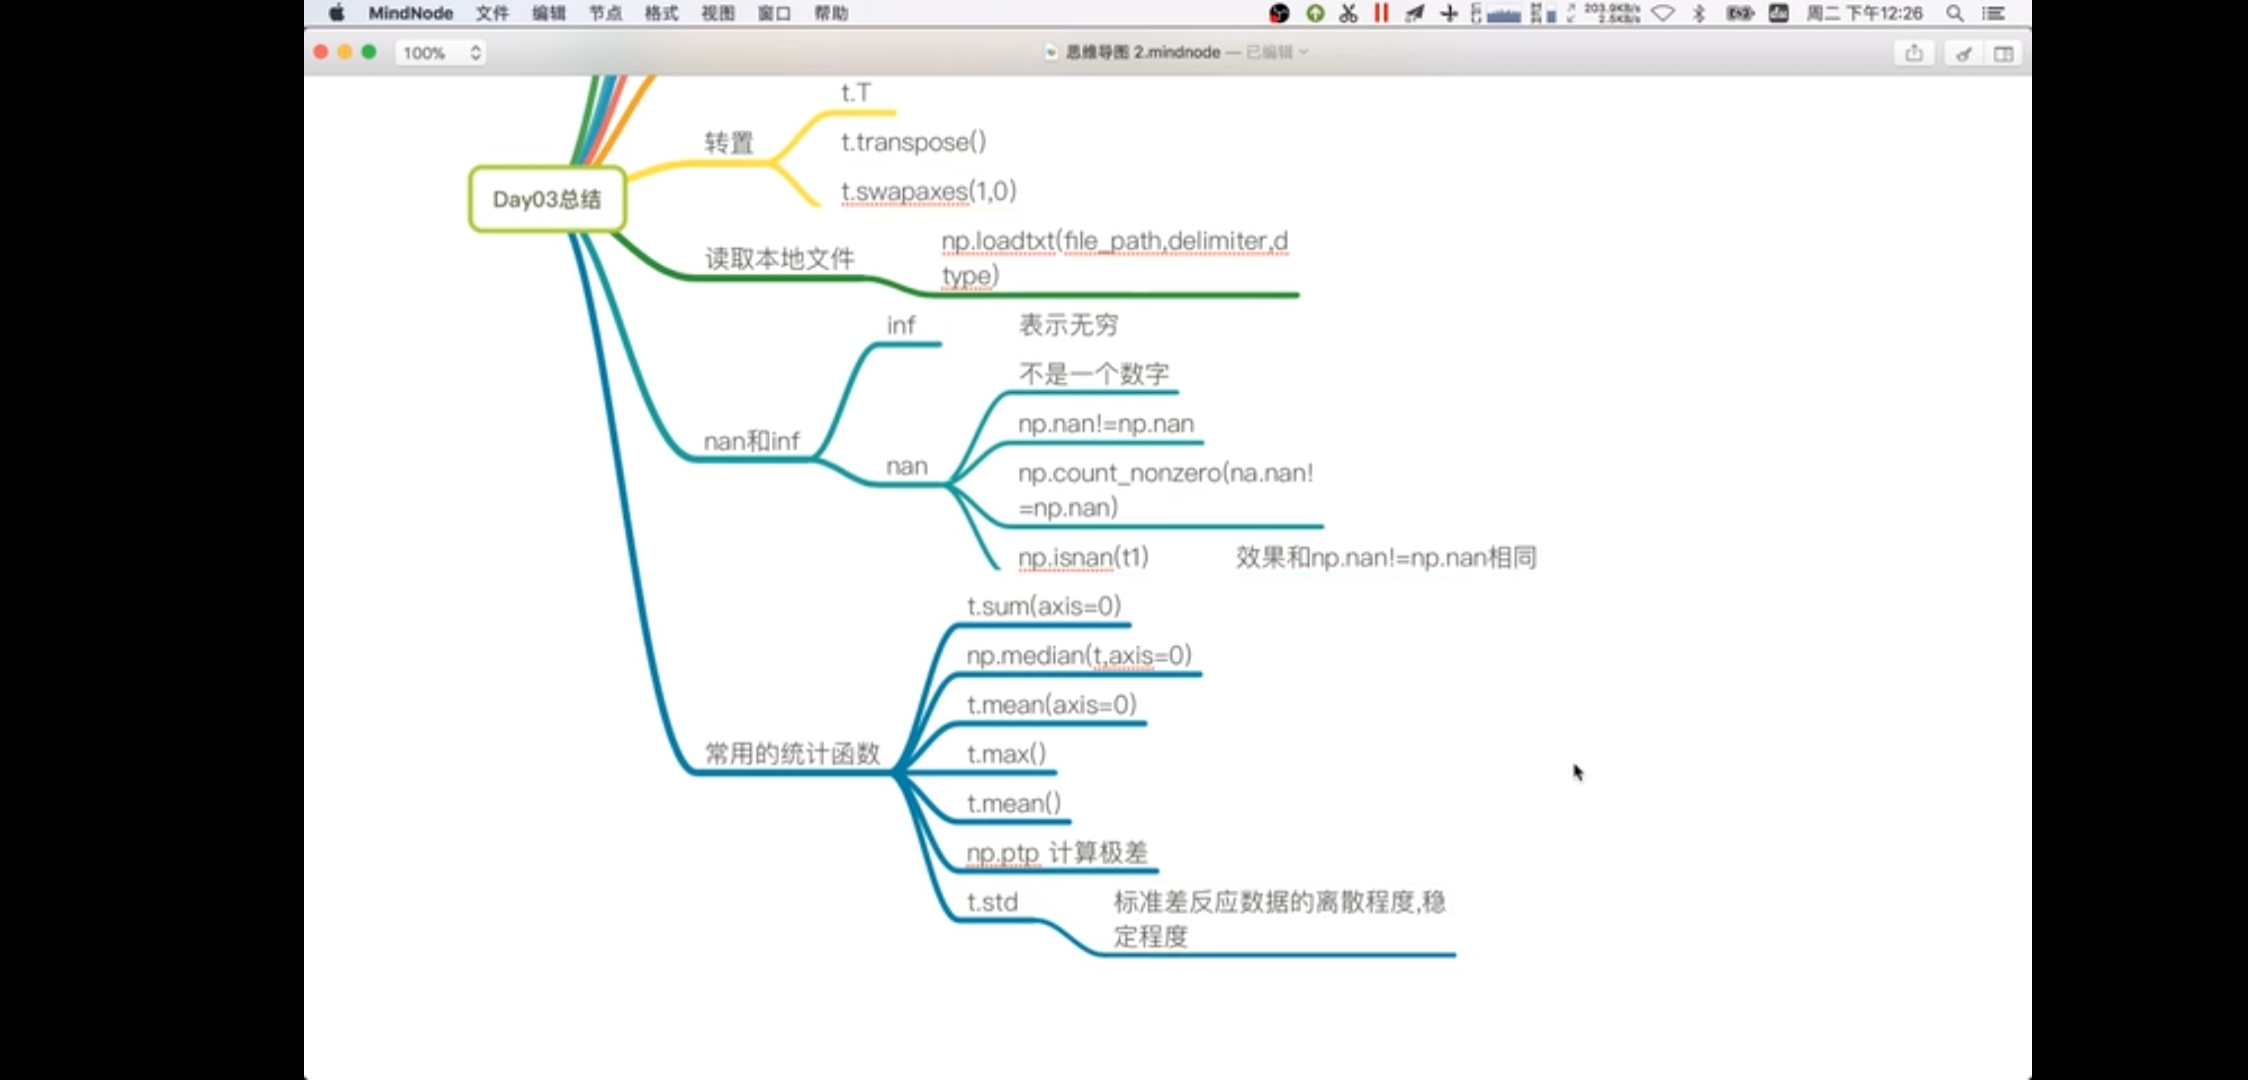 MindNode 文件 编辑 节点 格式 视图 窗口 帮助
周二 下午12:26
100%
思维导图 2.mindnode — 已编辑
t.T
转置
t.transpose()
t.swapaxes(1,0)
Day03总结
读取本地文件
np.loadtxt(file_path,delimiter,d
type)
inf
表示无穷
不是一个数字
np.nan!=np.nan
nan和inf
nan
np.count_nonzero(na.nan!
=np.nan)
np.isnan(t1)
效果和np.nan!=np.nan相同
t.sum(axis=0)
np.median(t,axis=0)
t.mean(axis=0)
常用的统计函数
t.max()
t.mean()
np.ptp 计算极差
t.std
标准差反应数据的离散程度,稳
定程度